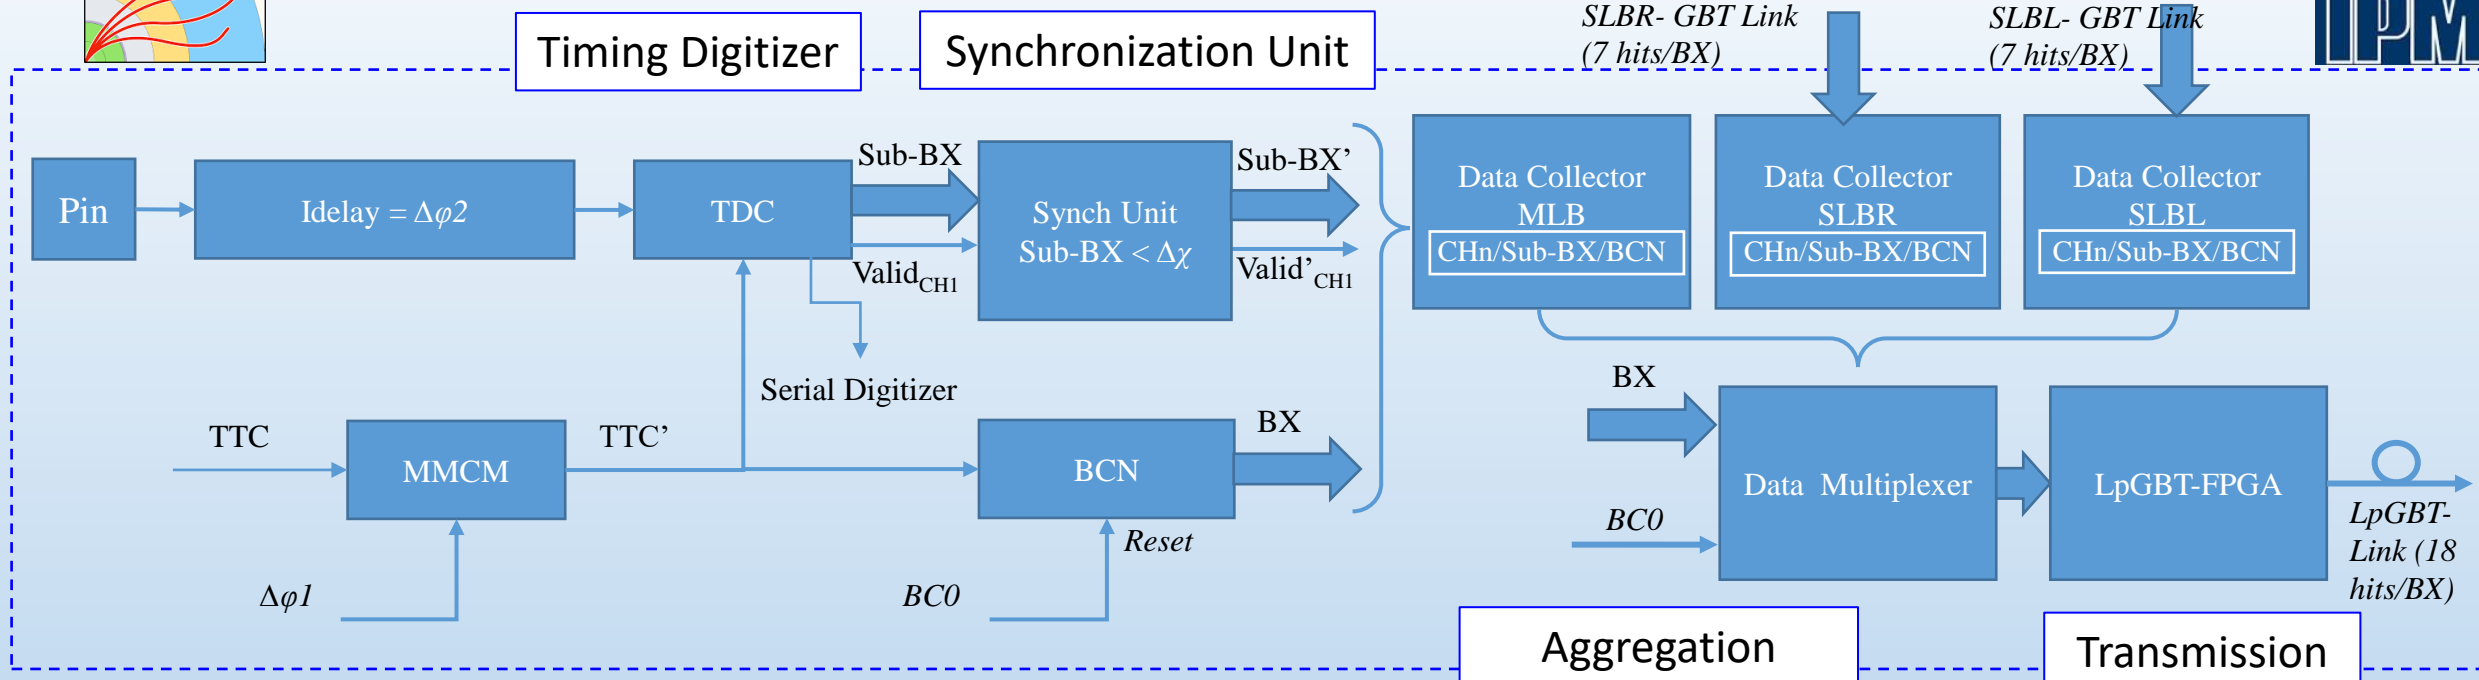 SLBR- GBT Link
(7 hits/BX)
SLBL- GBT Link
(7 hits/BX)
IPM
Timing Digitizer
Synchronization Unit
Pin
Idelay = Δφ2
TDC
Sub-BX
Valid_CH1
Synch Unit
Sub-BX < Δχ
Sub-BX’
Valid’_CH1
Data Collector
MLB
CHn/Sub-BX/BCN
Data Collector
SLBR
CHn/Sub-BX/BCN
Data Collector
SLBL
CHn/Sub-BX/BCN
Serial Digitizer
TTC
MMCM
TTC’
Δφ1
BCN
BX
BC0
Reset
BX
BC0
Data Multiplexer
LpGBT-FPGA
LpGBT-
Link (18
hits/BX)
Aggregation
Transmission